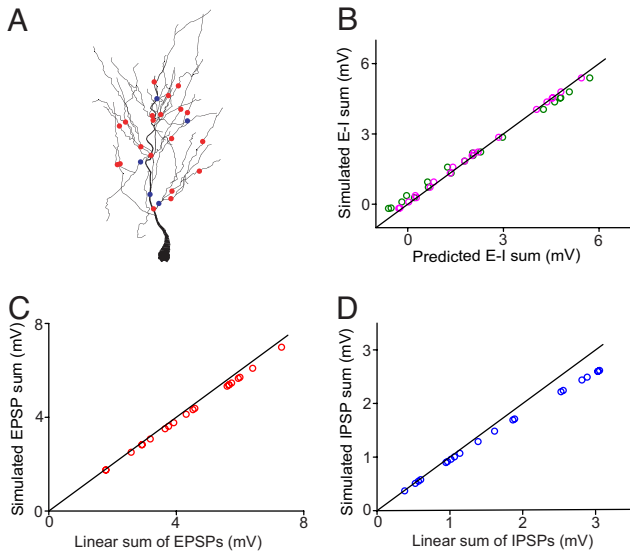 A
B
Simulated E-I sum (mV)
6
3
0
0
3
6
Predicted E-I sum (mV)
C
Simulated EPSP sum (mV)
8
4
0
0
4
8
Linear sum of EPSPs (mV)
D
Simulated IPSP sum (mV)
3
2
1
0
0
1
2
3
Linear sum of IPSPs (mV)